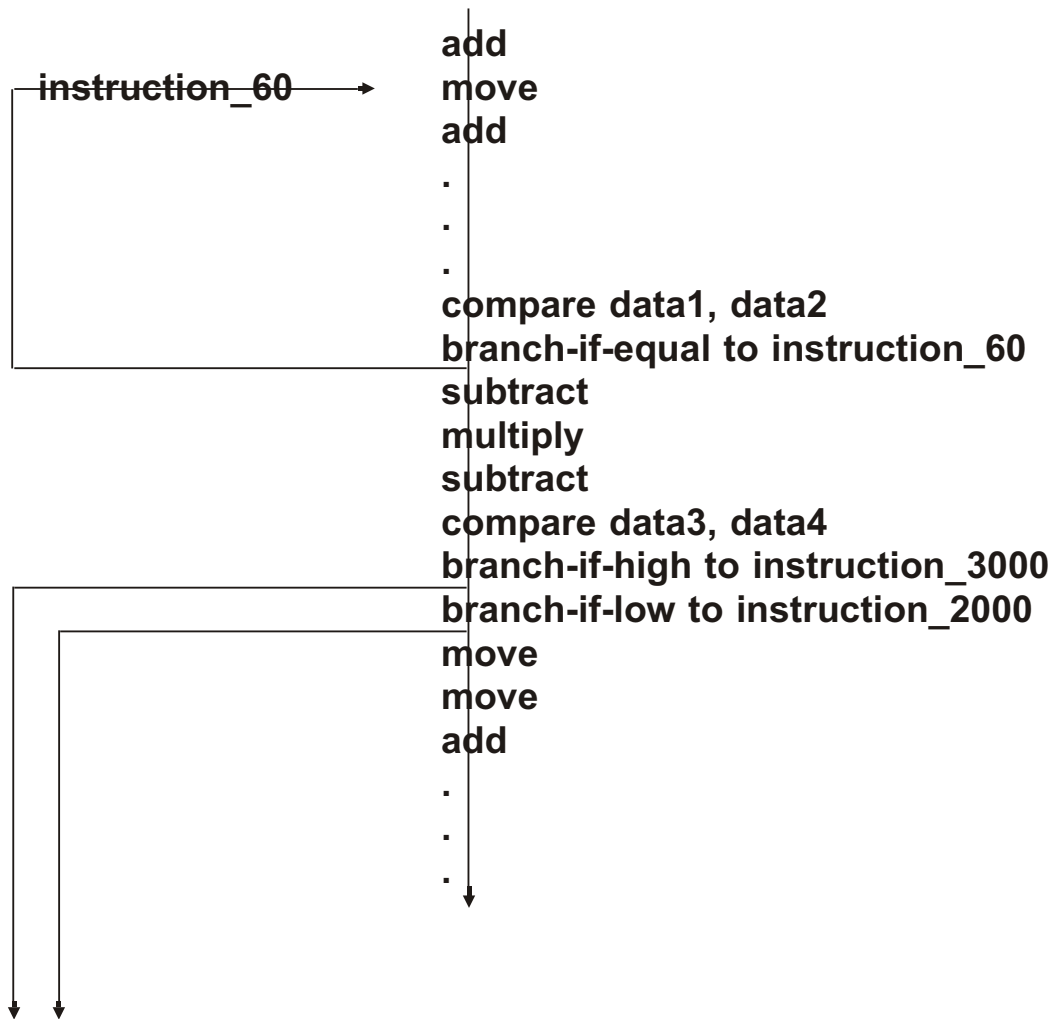 add
instruction_60 move
add
.
.
.
compare data1, data2
branch-if-equal to instruction_60
subtract
multiply
subtract
compare data3, data4
branch-if-high to instruction_3000
branch-if-low to instruction_2000
move
move
add
.
.
.